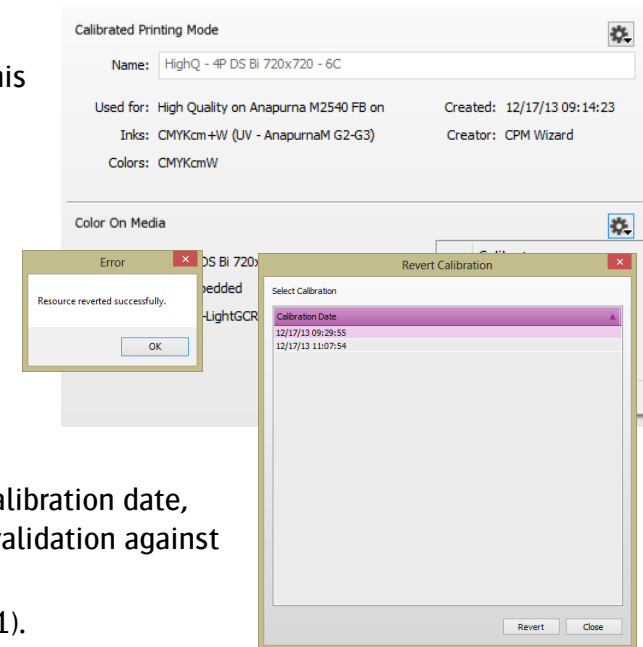 Calibrated Printing Mode
Name: HighQ - 4P DS Bi 720x720 - 6C
Used for: High Quality on Anapurna M2540 FB on
Created: 12/17/13 09:14:23
Inks: CMYKcm+W (UV - AnapurnaM G2-G3)
Creator: CPM Wizard
Colors: CMYKcmW
Color On Media
DS Bi 720x
-LightGCR
Error
Resource reverted successfully.
OK
Revert Calibration
Select Calibration
Calibration Date
12/17/13 09:29:55
12/17/13 11:07:54
Revert Close
alibration date,
validation against
1).